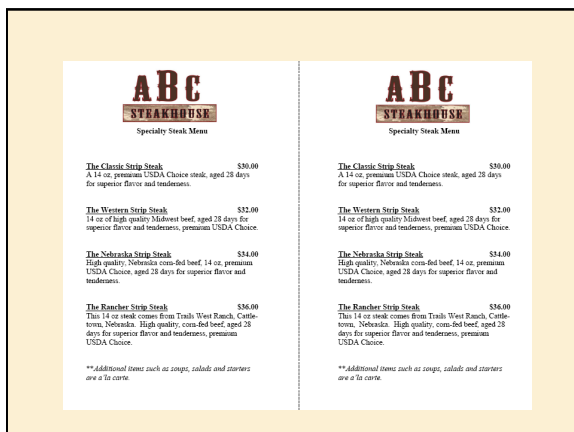 ABC
STEAKHOUSE
Specialty Steak Menu
The Classic Strip Steak $30.00
A 14 oz, premium USDA Choice steak, aged 28 days
for superior flavor and tenderness.
The Western Strip Steak $32.00
14 oz of high quality Midwest beef, aged 28 days for
superior flavor and tenderness, premium USDA Choice.
The Nebraska Strip Steak $34.00
High quality, Nebraska corn-fed beef, 14 oz, premium
USDA Choice, aged 28 days for superior flavor and
tenderness.
The Rancher Strip Steak $36.00
This 14 oz steak comes from Trails West Ranch, Cattle-
town, Nebraska. High quality, corn-fed beef, aged 28
days for superior flavor and tenderness, premium
USDA Choice.
**Additional items such as soups, salads and starters
are a'la carte.
ABC
STEAKHOUSE
Specialty Steak Menu
The Classic Strip Steak $30.00
A 14 oz, premium USDA Choice steak, aged 28 days
for superior flavor and tenderness.
The Western Strip Steak $32.00
14 oz of high quality Midwest beef, aged 28 days for
superior flavor and tenderness, premium USDA Choice.
The Nebraska Strip Steak $34.00
High quality, Nebraska corn-fed beef, 14 oz, premium
USDA Choice, aged 28 days for superior flavor and
tenderness.
The Rancher Strip Steak $36.00
This 14 oz steak comes from Trails West Ranch, Cattle-
town, Nebraska. High quality, corn-fed beef, aged 28
days for superior flavor and tenderness, premium
USDA Choice.
**Additional items such as soups, salads and starters
are a'la carte.